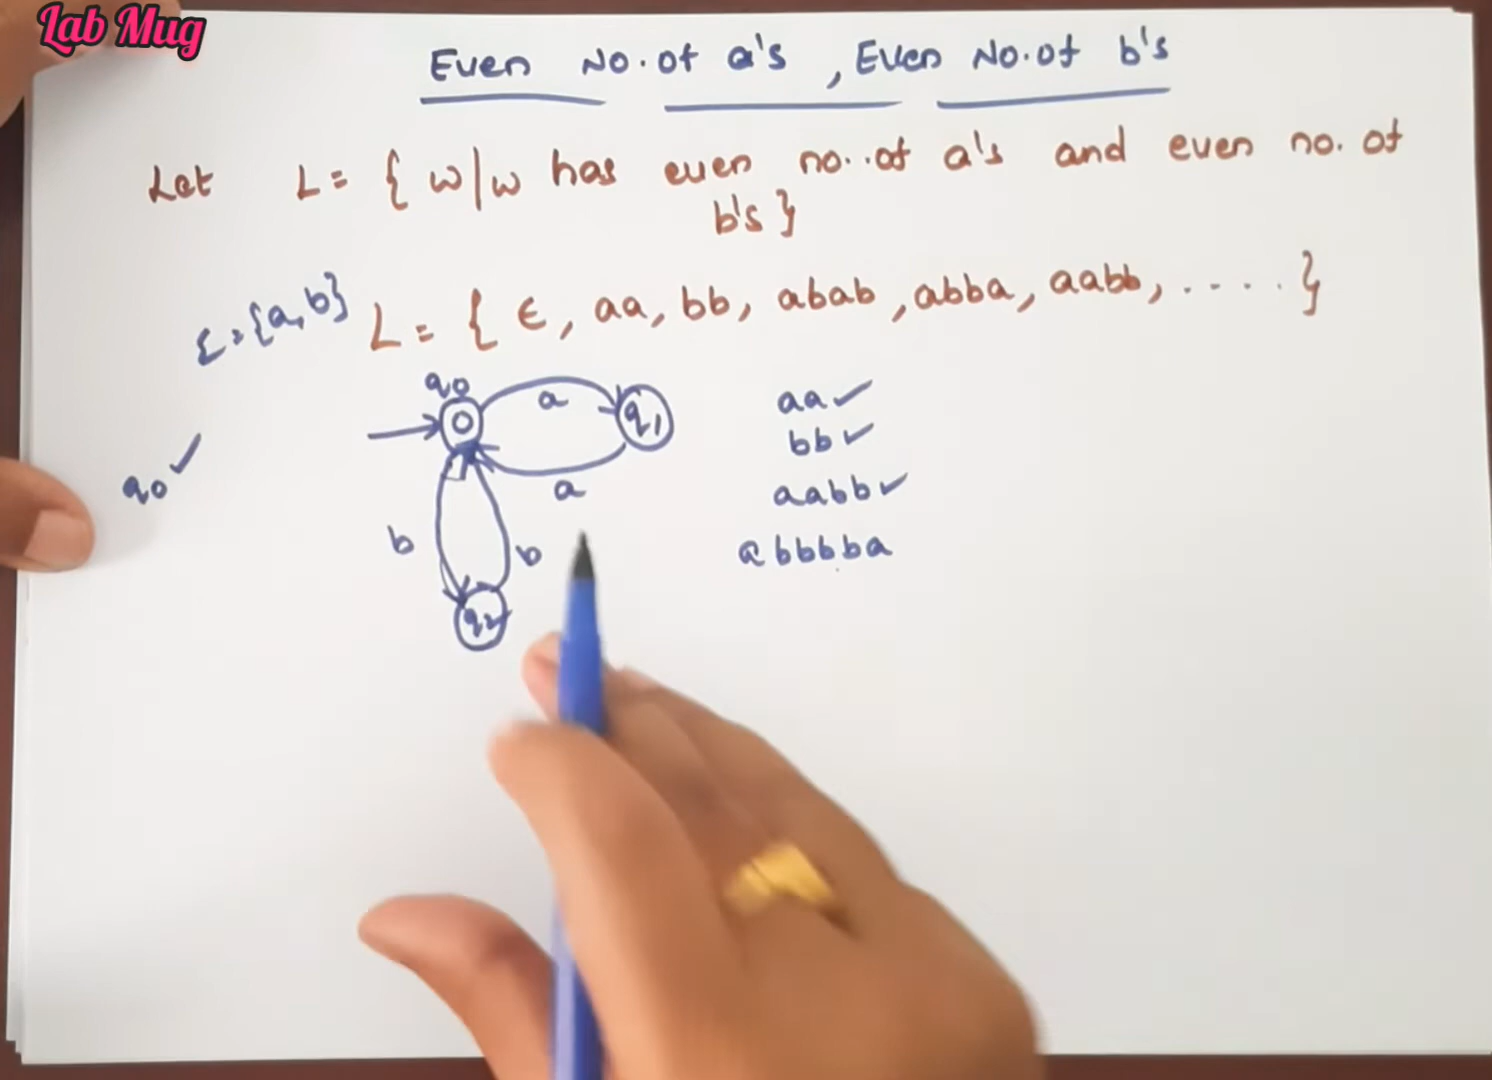 Lab Mug
Even No. of a's , Even No. of b's
Let L = { w | w has even no. of a's and even no. of
b's }
Σ = {a, b}
L = { ϵ, aa, bb, abab, abba, aabb, ..... }
q0
a
q1
aa ✓
bb ✓
q0 ✓
a
aabb ✓
b
b
abbbba
q2